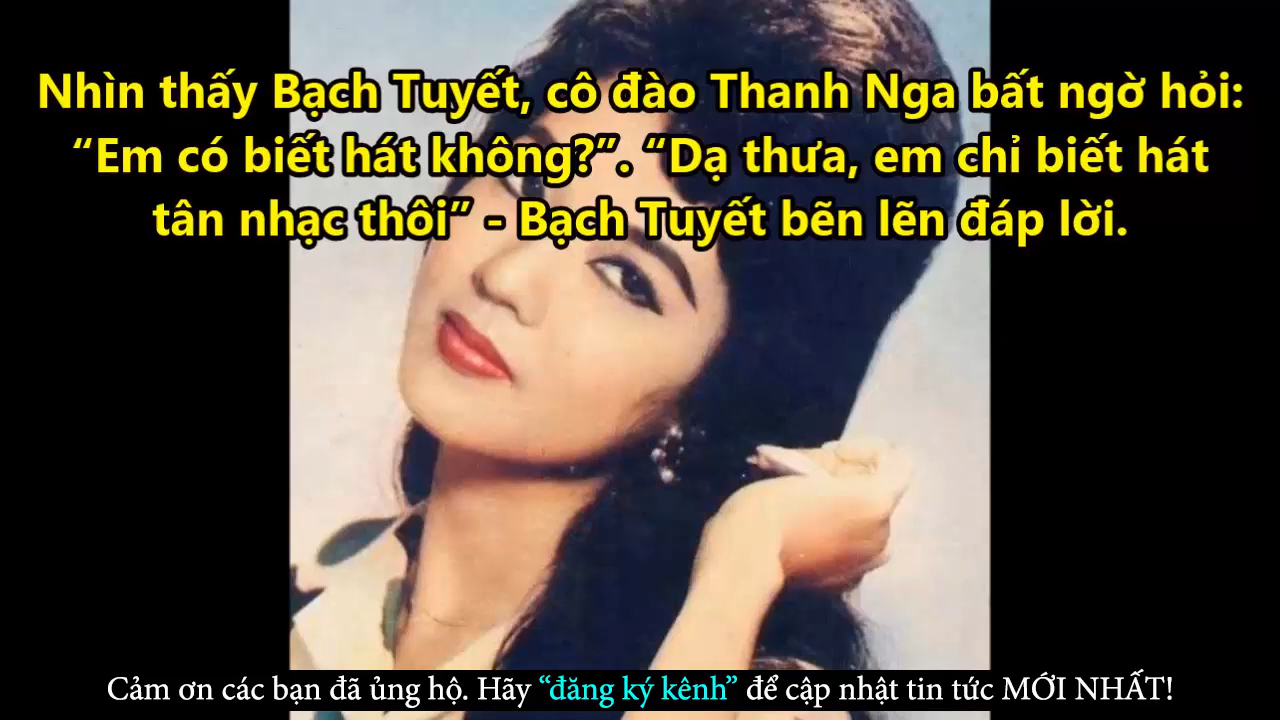 Nhìn thấy Bạch Tuyết, cô đào Thanh Nga bất ngờ hỏi:
“Em có biết hát không?”. “Dạ thưa, em chỉ biết hát
tân nhạc thôi” - Bạch Tuyết bẽn lẽn đáp lời.
Cảm ơn các bạn đã ủng hộ. Hãy “đăng ký kênh” để cập nhật tin tức MỚI NHẤT!